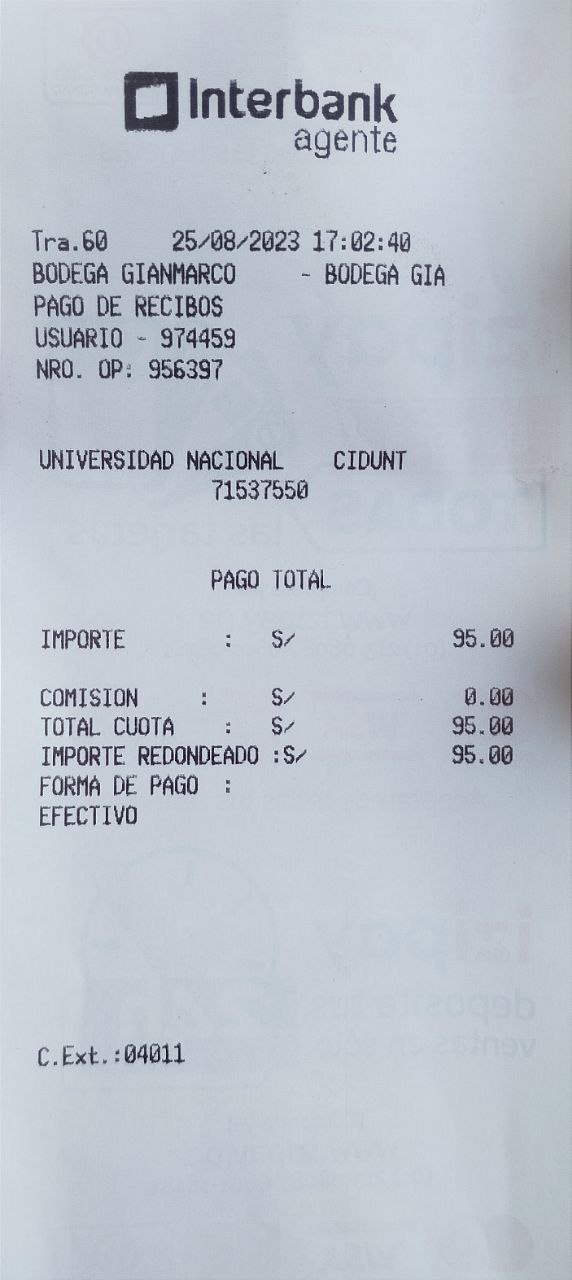 Interbank
agente
Tra.60 25/08/2023 17:02:40
BODEGA GIANMARCO - BODEGA GIA
PAGO DE RECIBOS
USUARIO - 974459
NRO. OP: 956397
UNIVERSIDAD NACIONAL CIDUNT
71537550
PAGO TOTAL
IMPORTE : S/ 95.00
COMISION : S/ 0.00
TOTAL CUOTA : S/ 95.00
IMPORTE REDONDEADO :S/ 95.00
FORMA DE PAGO :
EFECTIVO
C.Ext.:04011